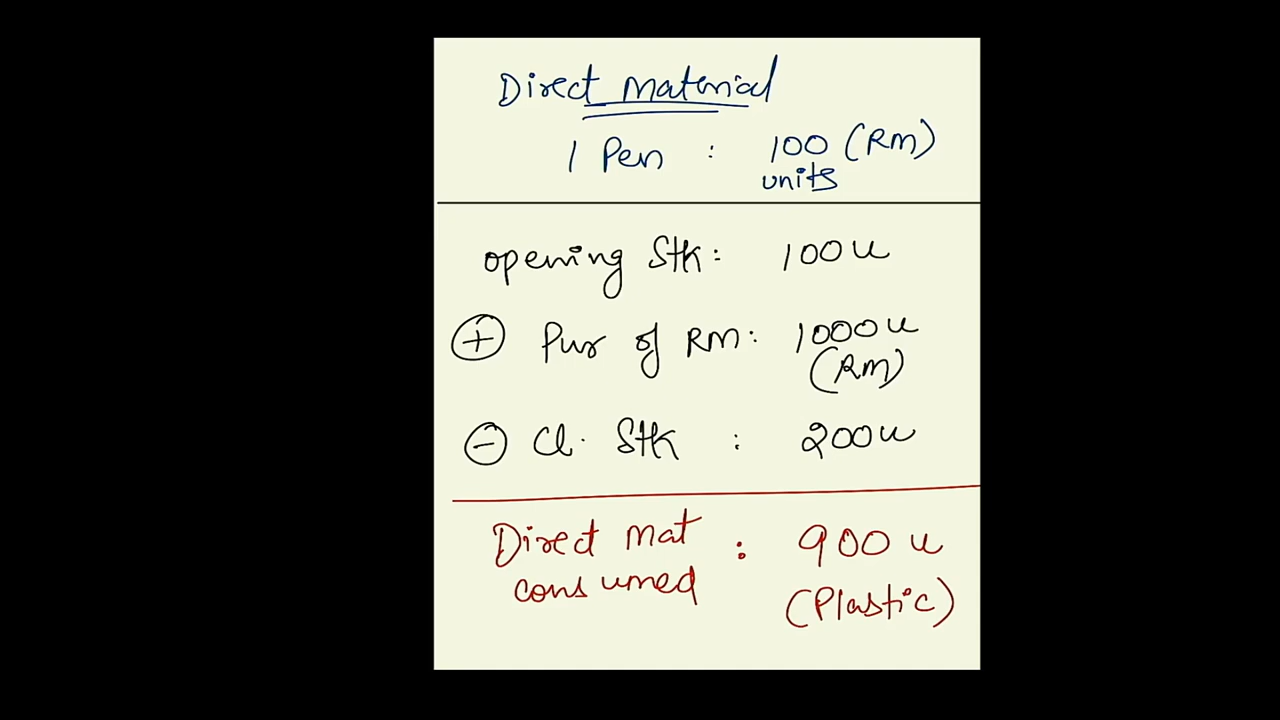 Direct Material
1 Pen : 100 (RM)
units
opening Stk : 100 u
+ Pur of RM : 1000 u
(RM)
- Cl. Stk : 200 u
Direct Mat : 900 u
consumed (Plastic)